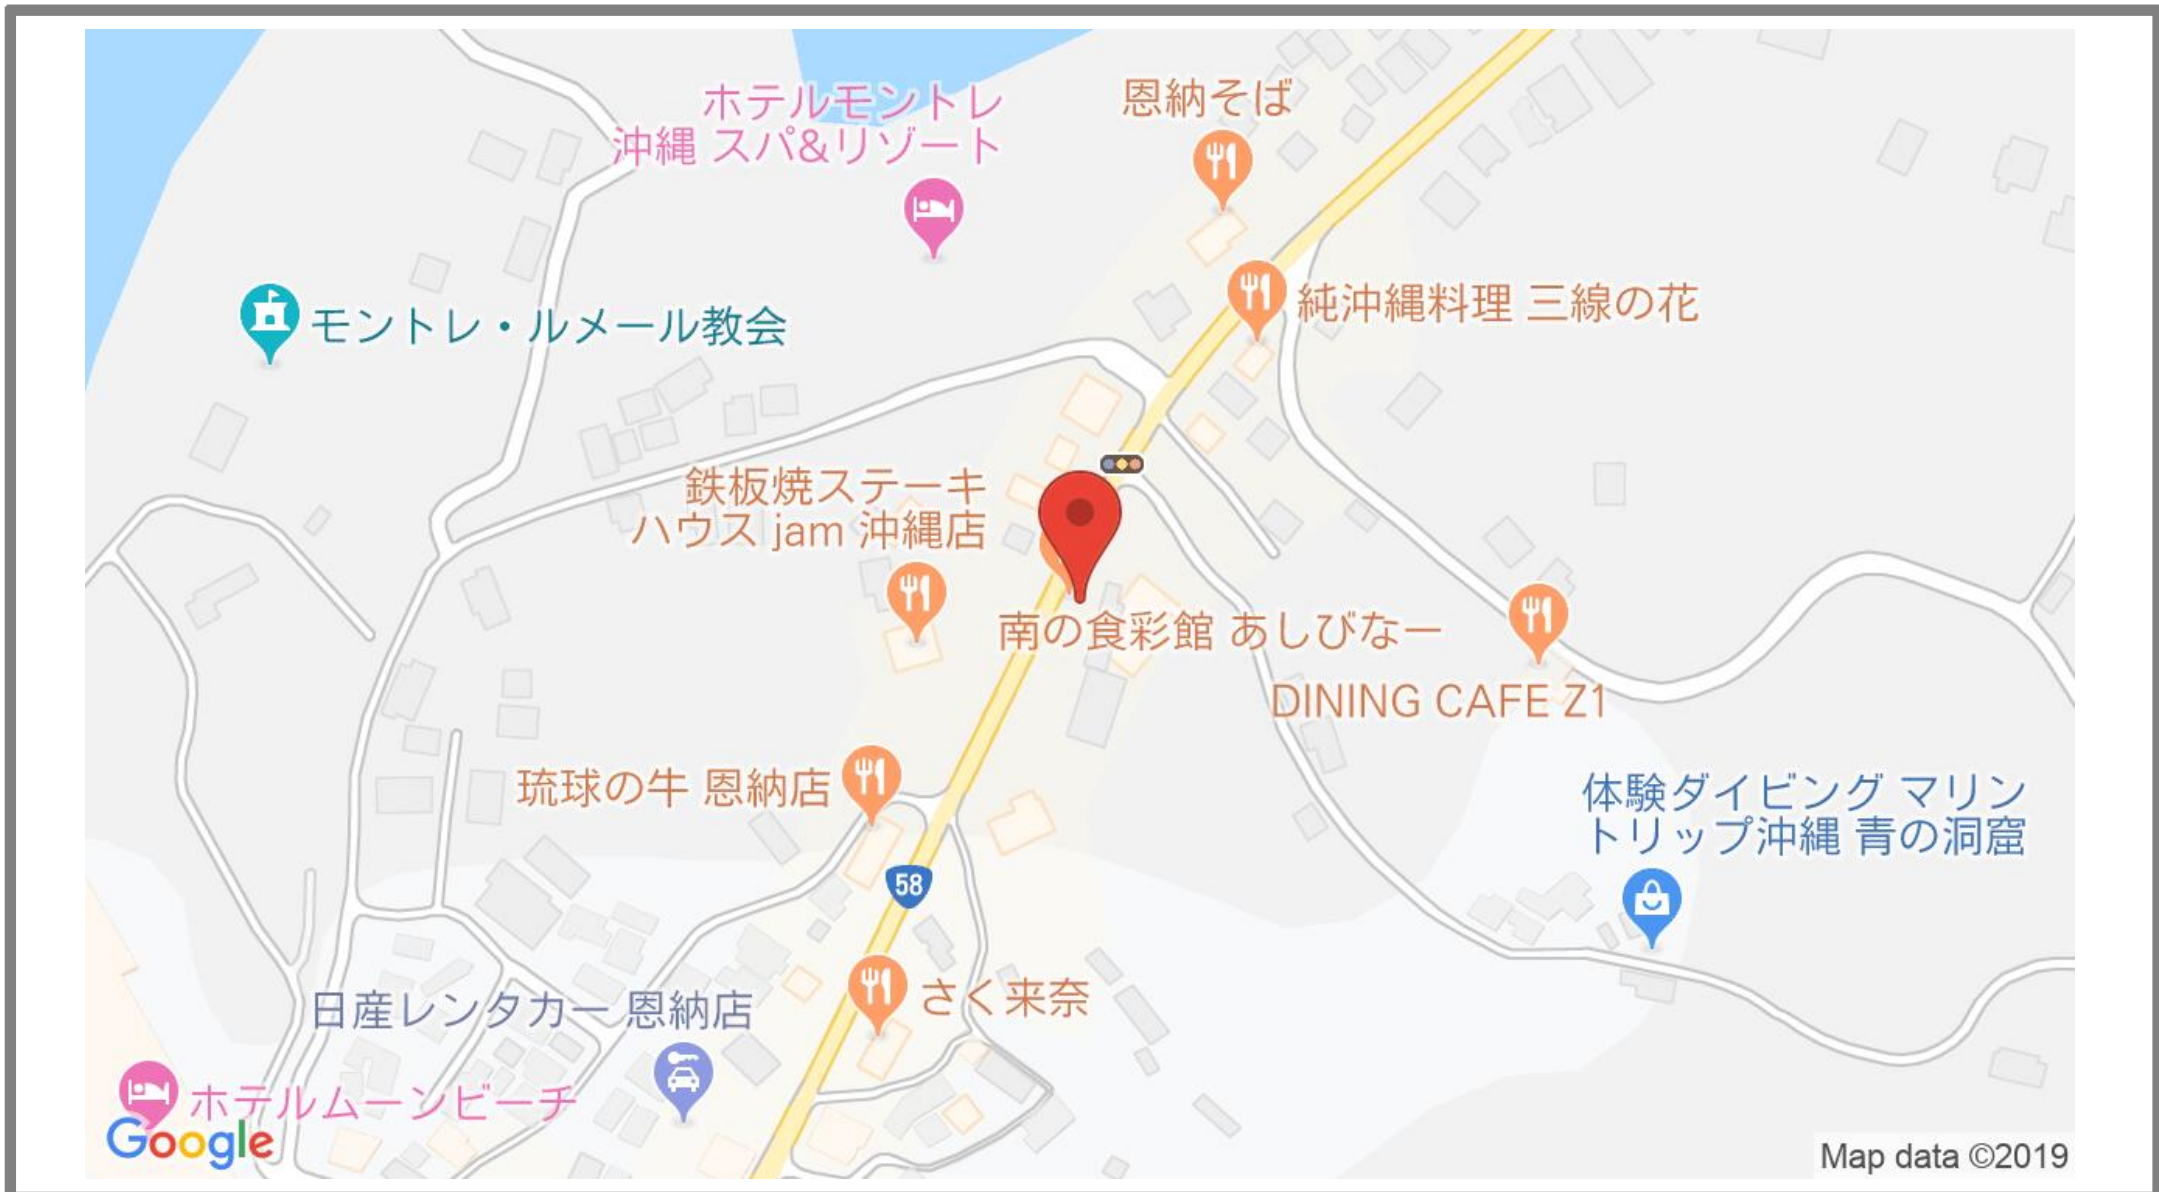 ホテルモントレ
沖縄 スパ&リゾート
恩納そば
純沖縄料理 三線の花
モントレ・ルメール教会
鉄板焼ステーキ
ハウス jam 沖縄店
南の食彩館 あしびなー
DINING CAFE Z1
琉球の牛 恩納店
体験ダイビング マリン
トリップ沖縄 青の洞窟
58
さく来奈
日産レンタカー 恩納店
ホテルムーンビーチ
Google
Map data ©2019